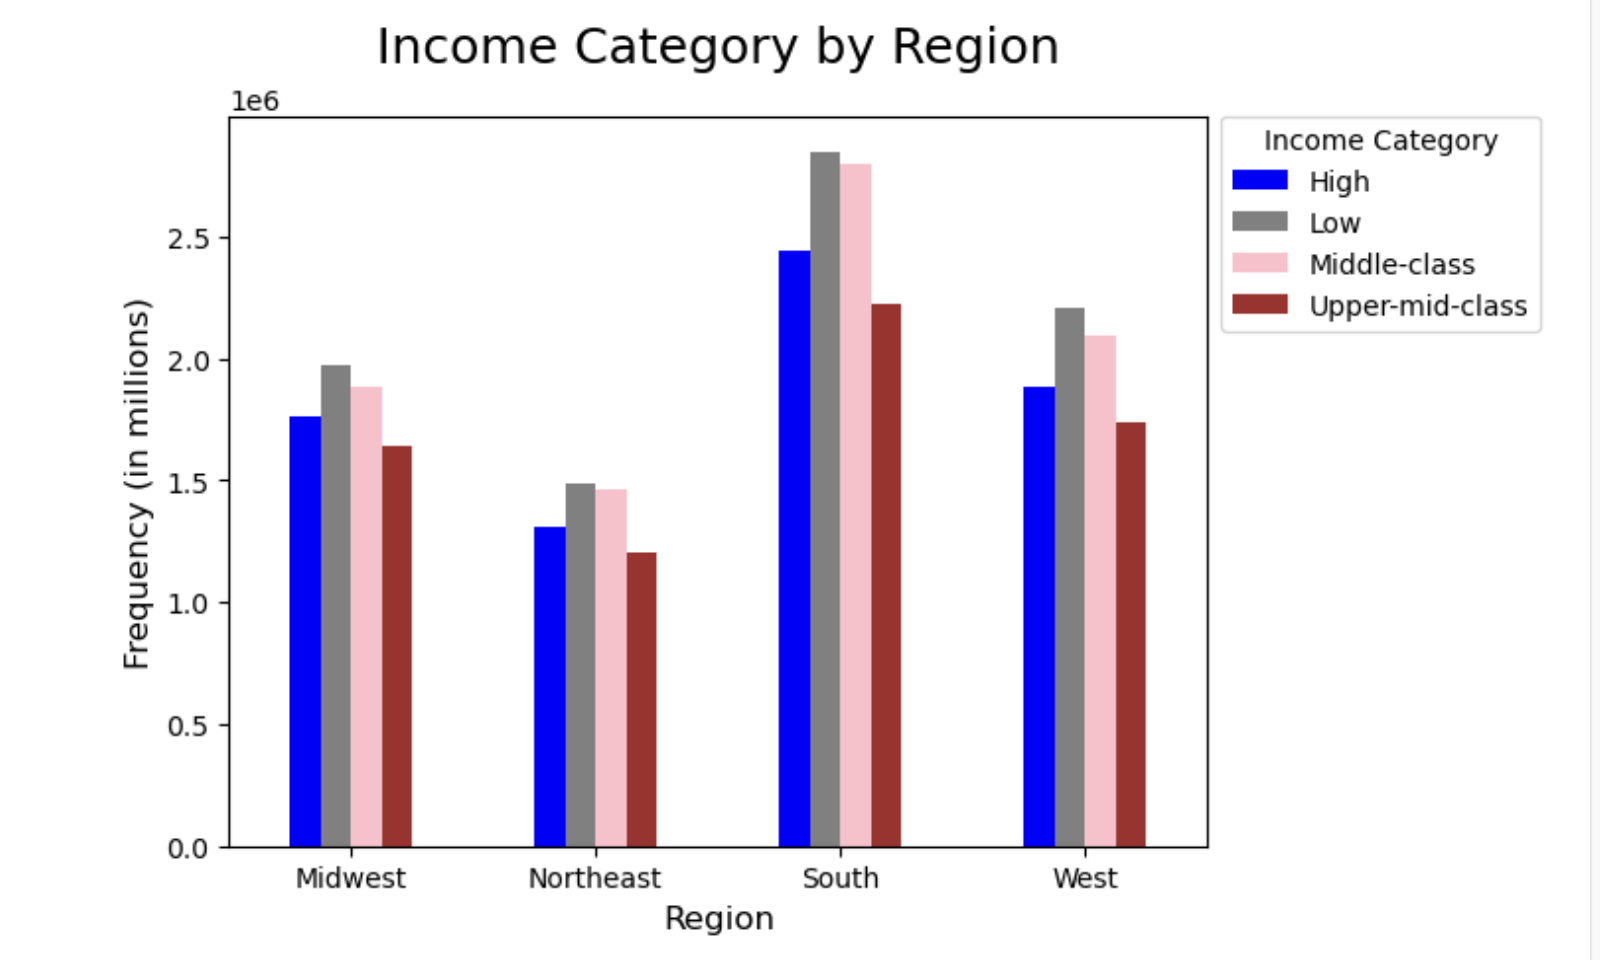 Income Category by Region
1e6
Income Category
High
Low
Middle-class
Upper-mid-class
Frequency (in millions)
2.5
2.0
1.5
1.0
0.5
0.0
Midwest Northeast South West
Region